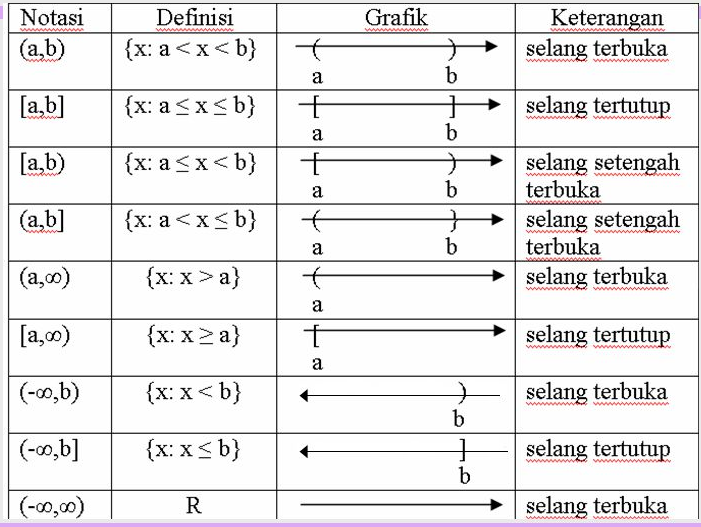 Notasi Definisi Grafik Keterangan
(a,b) {x: a < x < b} ( ) selang terbuka
a b
[a,b] {x: a ≤ x ≤ b} [ ] selang tertutup
a b
[a,b) {x: a ≤ x < b} [ ) selang setengah
a b terbuka
(a,b] {x: a < x ≤ b} ( } selang setengah
a b terbuka
(a,∞) {x: x > a} ( selang terbuka
a
[a,∞) {x: x ≥ a} [ selang tertutup
a
(-∞,b) {x: x < b} ) selang terbuka
b
(-∞,b] {x: x ≤ b} ] selang tertutup
b
(-∞,∞) R selang terbuka